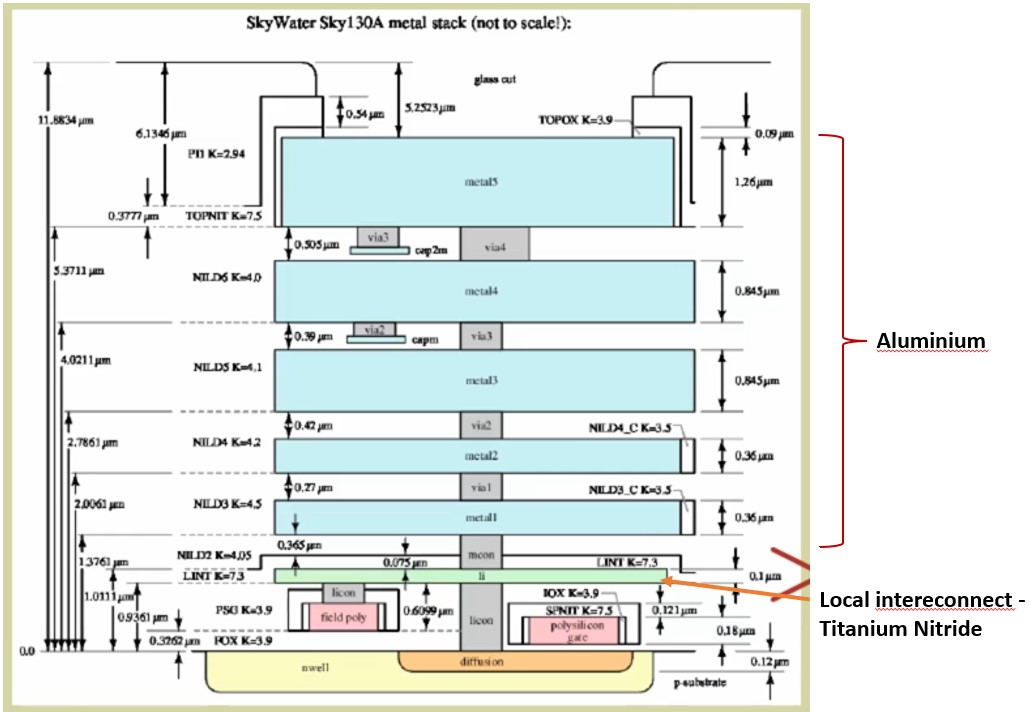 SkyWater Sky130A metal stack (not to scale!):
glass cut
11.8834 µm
6.1346 µm
0.54 µm
5.2523 µm
TOPOX K=3.9
0.09 µm
PI1 K=2.94
metal5
1.26 µm
0.3777 µm
TOPNIT K=7.5
0.505 µm
via3
cap2m
via4
5.3711 µm
NILD6 K=4.0
metal4
0.845 µm
0.39 µm
via2
capm
via3
Aluminium
4.0211 µm
NILD5 K=4.1
metal3
0.845 µm
0.42 µm
via2
NILD4_C K=3.5
2.7861 µm
NILD4 K=4.2
metal2
0.36 µm
0.27 µm
via1
NILD3_C K=3.5
2.0061 µm
NILD3 K=4.5
metal1
0.36 µm
0.365 µm
NILD2 K=4.05
mcon
1.3761 µm
0.075 µm
LINT K=7.3
LINT K=7.3
li
0.1 µm
1.0111 µm
licon
IOX K=3.9
0.9361 µm
PSG K=3.9
field poly
0.6099 µm
licon
SPNIT K=7.5
0.121 µm
polysilicon
gate
0.18 µm
0.3262 µm
FOX K=3.9
0.0
diffusion
0.12 µm
nwell
p-substrate
Local intereconnect -
Titanium Nitride